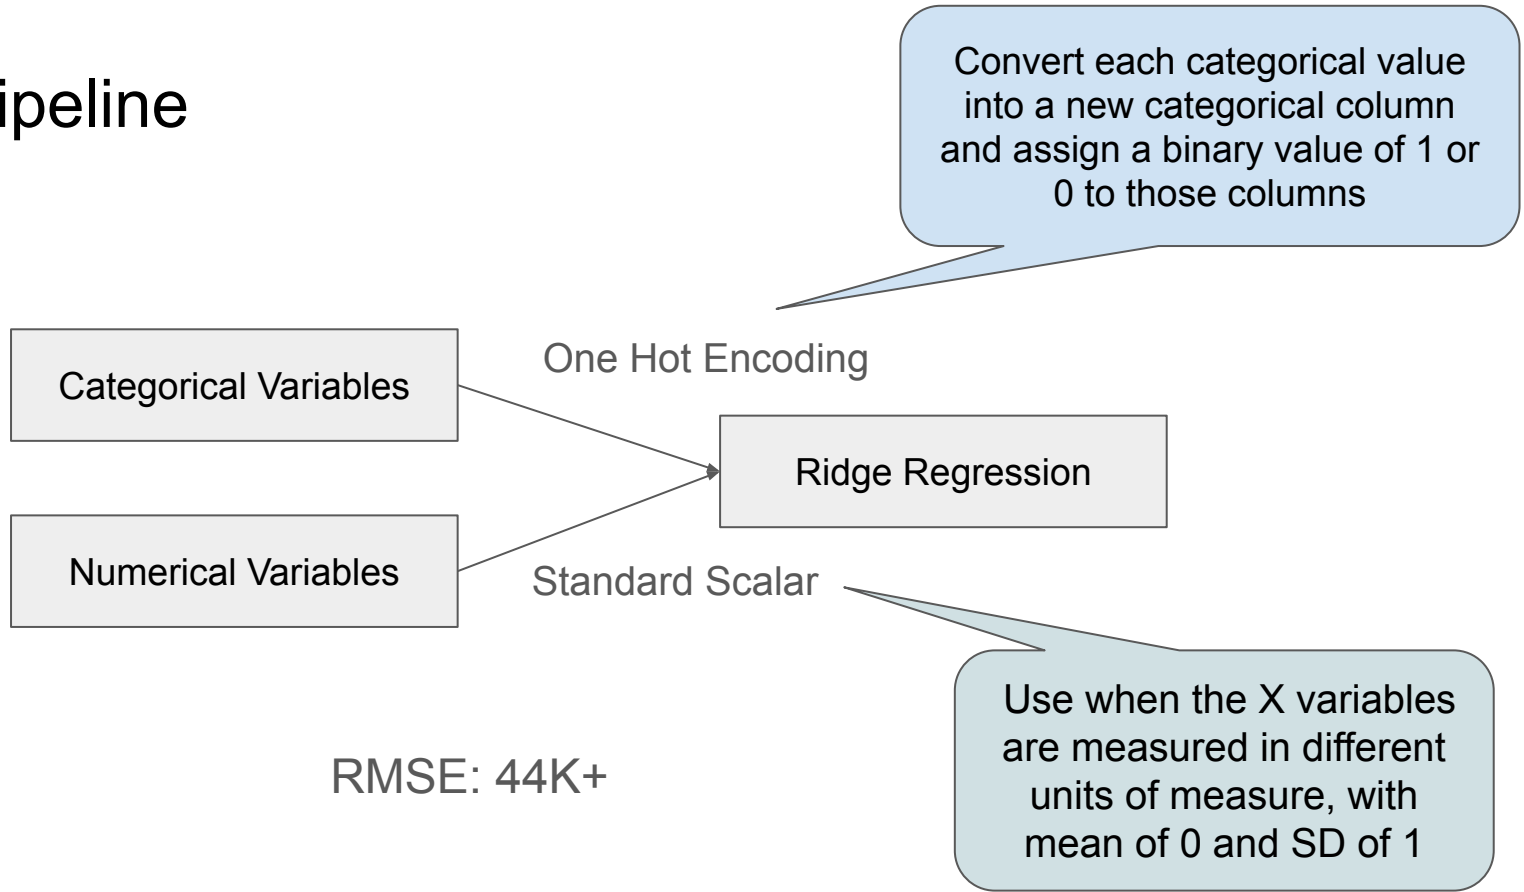 ipeline
Convert each categorical value
into a new categorical column
and assign a binary value of 1 or
0 to those columns
One Hot Encoding
Categorical Variables
Ridge Regression
Numerical Variables
Standard Scalar
Use when the X variables
are measured in different
units of measure, with
mean of 0 and SD of 1
RMSE: 44K+